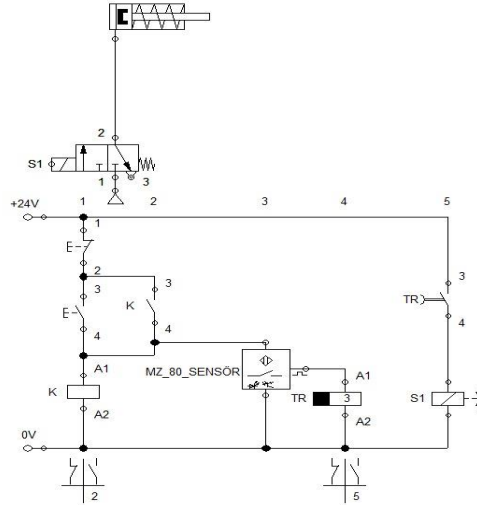 2
S1
1 3
1 2 3 4 5
+24V
1
2
3 3 3
K TR
4 4 4
MZ_80_SENSÖR
A1 A1
K TR 3 S1
A2 A2
0V
2 5